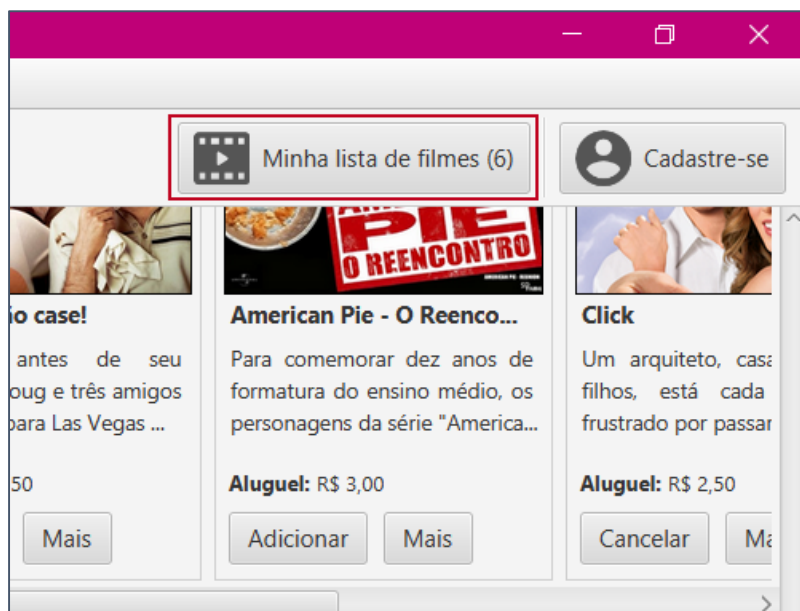 Minha lista de filmes (6)
Cadastre-se
PIE
O REENCONTRO
ão case!
antes de seu
oug e três amigos
para Las Vegas ...
,50
Mais
American Pie - O Reenco...
Para comemorar dez anos de
formatura do ensino médio, os
personagens da série "America...
Aluguel: R$ 3,00
Adicionar
Mais
Click
Um arquiteto, casa
filhos, está cada
frustrado por passar
Aluguel: R$ 2,50
Cancelar
Ma